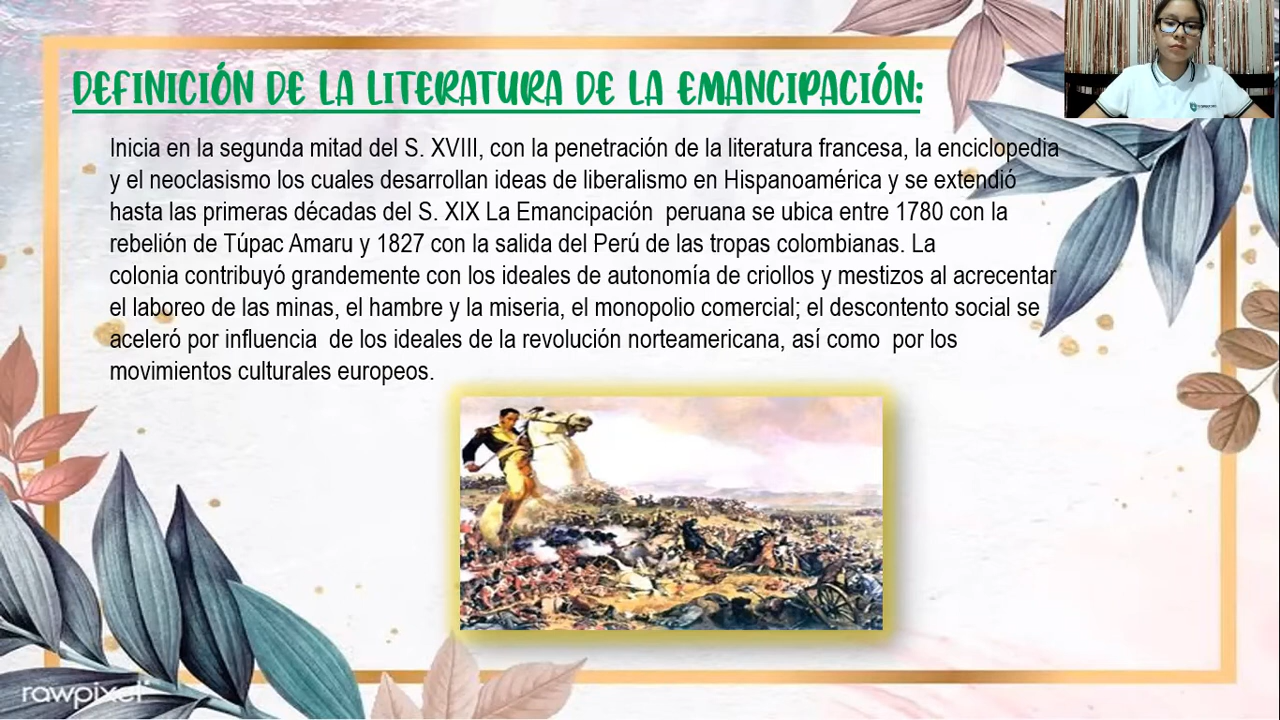 DEFINICIÓN DE LA LITERATURA DE LA EMANCIPACIÓN:
Inicia en la segunda mitad del S. XVIII, con la penetración de la literatura francesa, la enciclopedia
y el neoclasismo los cuales desarrollan ideas de liberalismo en Hispanoamérica y se extendió
hasta las primeras décadas del S. XIX La Emancipación  peruana se ubica entre 1780 con la
rebelión de Túpac Amaru y 1827 con la salida del Perú de las tropas colombianas. La
colonia contribuyó grandemente con los ideales de autonomía de criollos y mestizos al acrecentar
el laboreo de las minas, el hambre y la miseria, el monopolio comercial; el descontento social se
aceleró por influencia  de los ideales de la revolución norteamericana, así como  por los
movimientos culturales europeos.
rawpixel